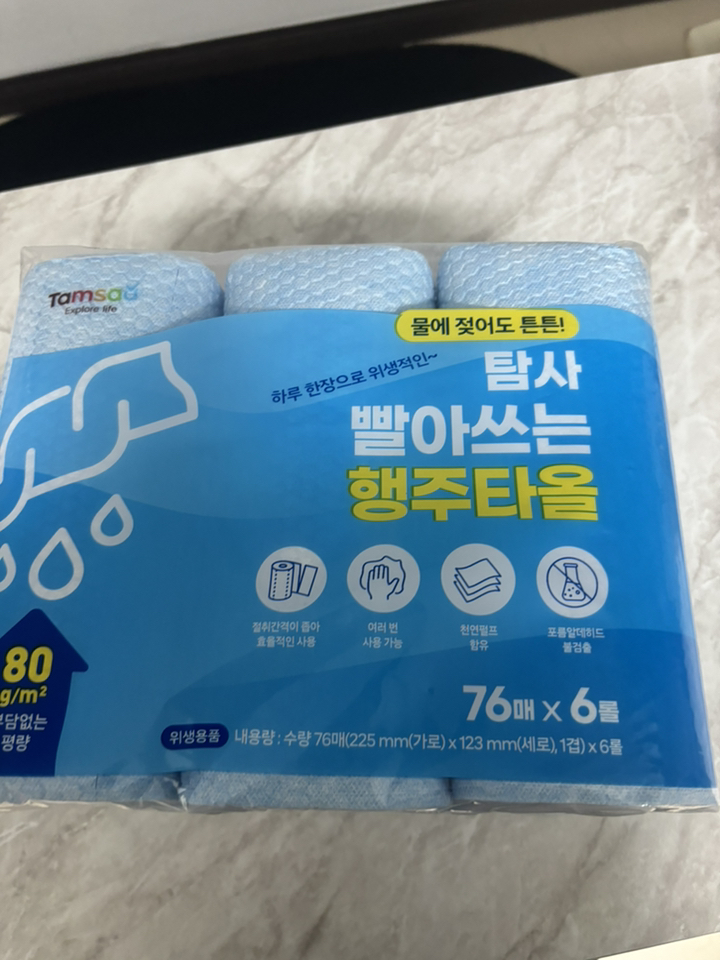 Tamsaa
Explore life
물에 젖어도 튼튼!
하루 한장으로 위생적인~
탐사
빨아쓰는
행주타올
절취간격이 좁아
효율적인 사용
여러 번
사용 가능
천연펄프
함유
포름알데히드
불검출
80
g/m²
부담없는
평량
76매 x 6롤
위생용품 내용량 : 수량 76매(225 mm(가로) x 123 mm(세로), 1겹) x 6롤